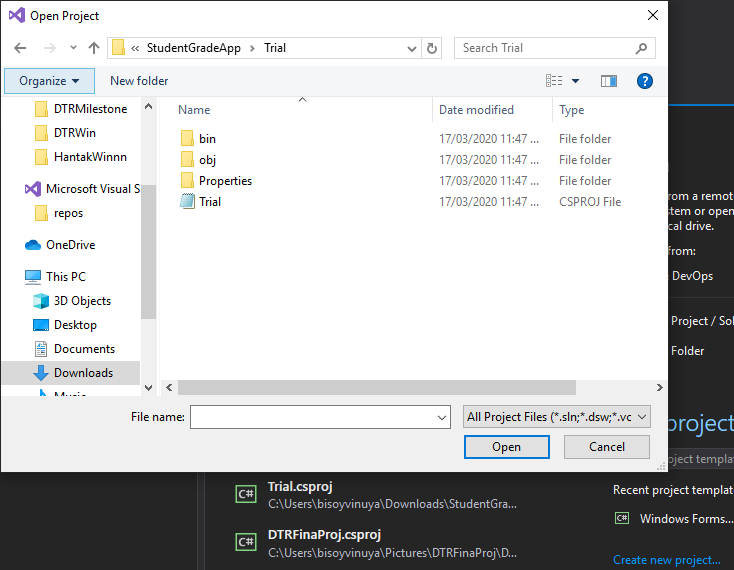 Open Project
« StudentGradeApp > Trial
Search Trial
Organize
New folder
?
Name
Date modified
Type
DTRMilestone
DTRWin
HantakWinnn
Microsoft Visual S
repos
OneDrive
This PC
3D Objects
Desktop
Documents
Downloads
bin 17/03/2020 11:47 ... File folder
obj 17/03/2020 11:47 ... File folder
Properties 17/03/2020 11:47 ... File folder
Trial 17/03/2020 11:47 ... CSPROJ File
File name:
All Project Files (*.sln;*.dsw;*.vc
Open
Cancel
rom a remot
stem or open
cal drive.
from:
DevOps
Project / Sol
Folder
project
oject templat
C# Trial.csproj
C:\Users\bisoyvinuya\Downloads\StudentGra...
C# DTRFinaProj.csproj
C:\Users\bisoyvinuya\Pictures\DTRFinaProj\D...
Recent project templat
C# Windows Forms...
Create new project...